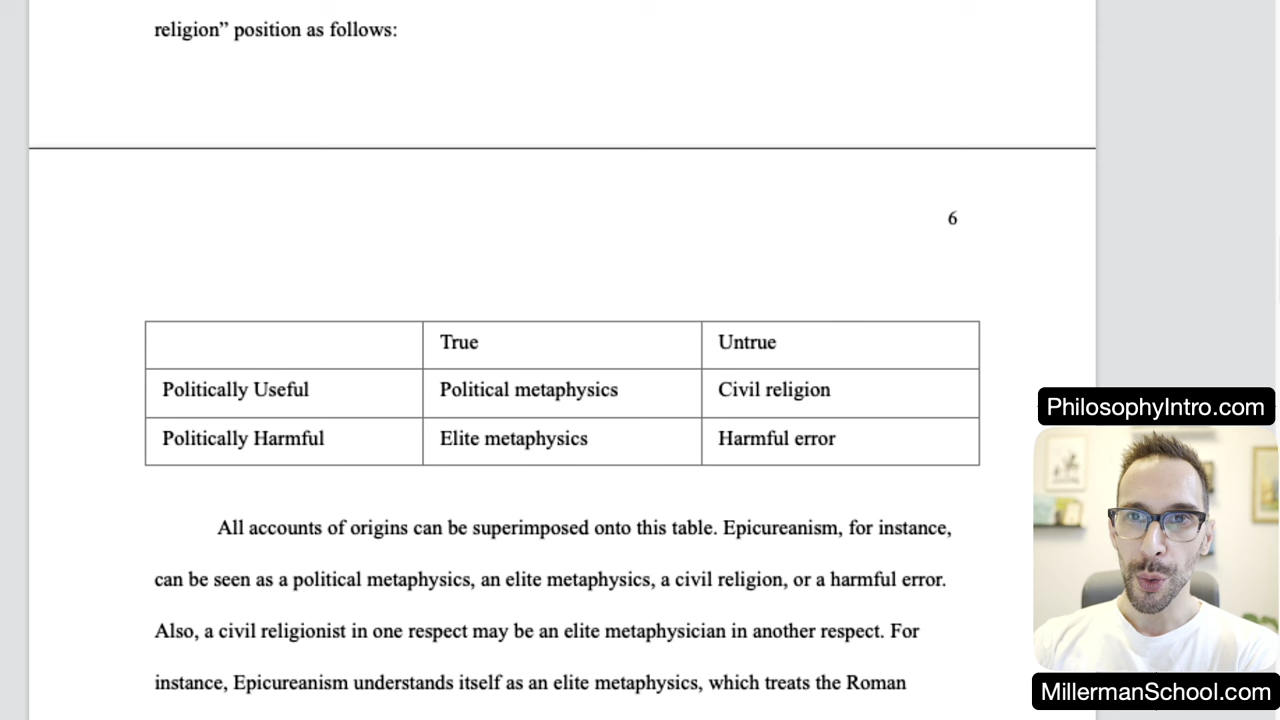 religion” position as follows:
6
True Untrue
Politically Useful Political metaphysics Civil religion
Politically Harmful Elite metaphysics Harmful error
All accounts of origins can be superimposed onto this table. Epicureanism, for instance,
can be seen as a political metaphysics, an elite metaphysics, a civil religion, or a harmful error.
Also, a civil religionist in one respect may be an elite metaphysician in another respect. For
instance, Epicureanism understands itself as an elite metaphysics, which treats the Roman
PhilosophyIntro.com
MillermanSchool.com